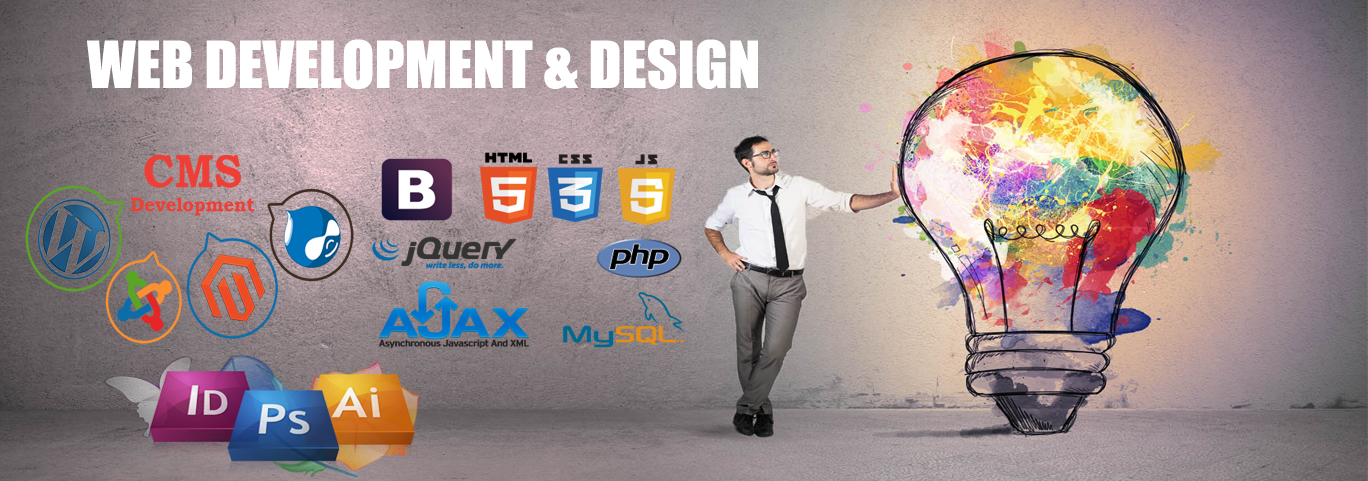 WEB DEVELOPMENT & DESIGN
CMS
Development
W
B
HTML
5
CSS
3
JS
5
jQuery
write less, do more.
php
AJAX
Asynchronous Javascript And XML
MySQL
ID
Ps
Ai